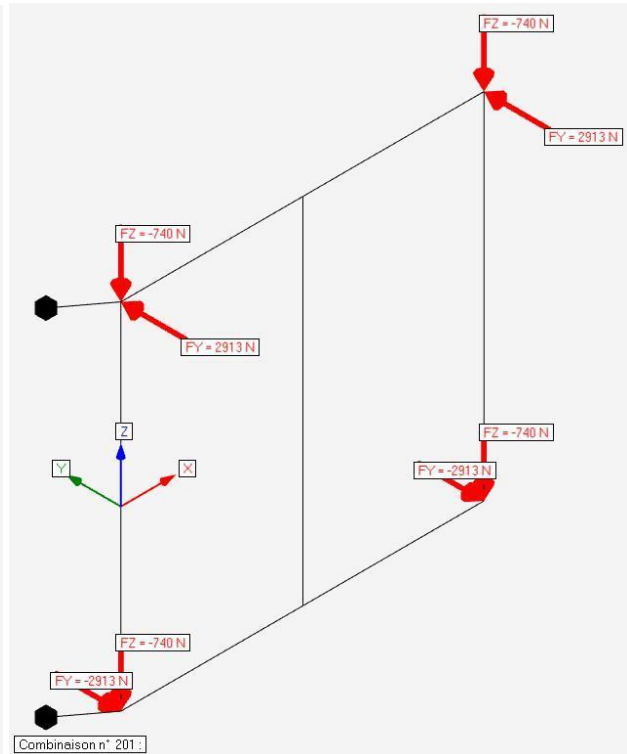 FZ = -740 N
FY = 2913 N
FZ = -740 N
FY = 2913 N
Z
Y
X
FZ = -740 N
FY = -2913 N
FZ = -740 N
FY = -2913 N
Combinaison n° 201 :